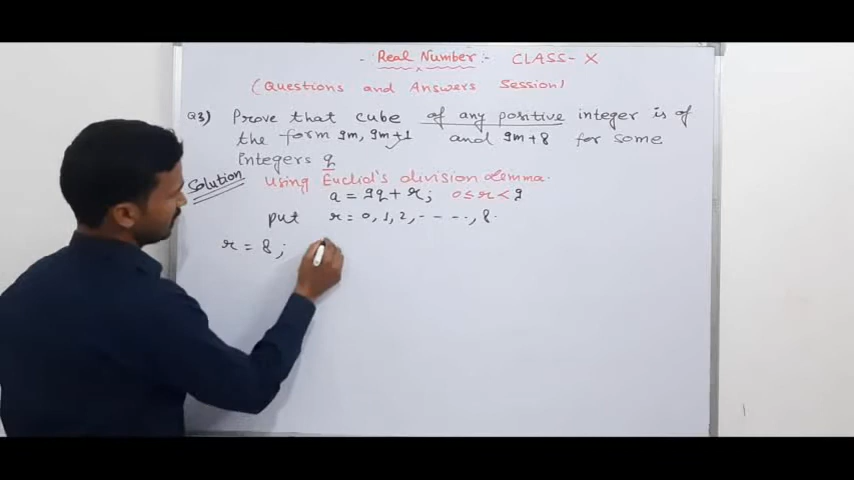 - :Real Number:- CLASS- X
(Questions and Answers Session)
Q3) Prove that cube of any positive integer is of
the form 9m, 9m+1 and 9m+8 for some
integers q
Solution Using Euclid's division lemma.
a = 9q + r; 0 ≤ r < 9
put r = 0, 1, 2, - - - .., 8.
r = 8;